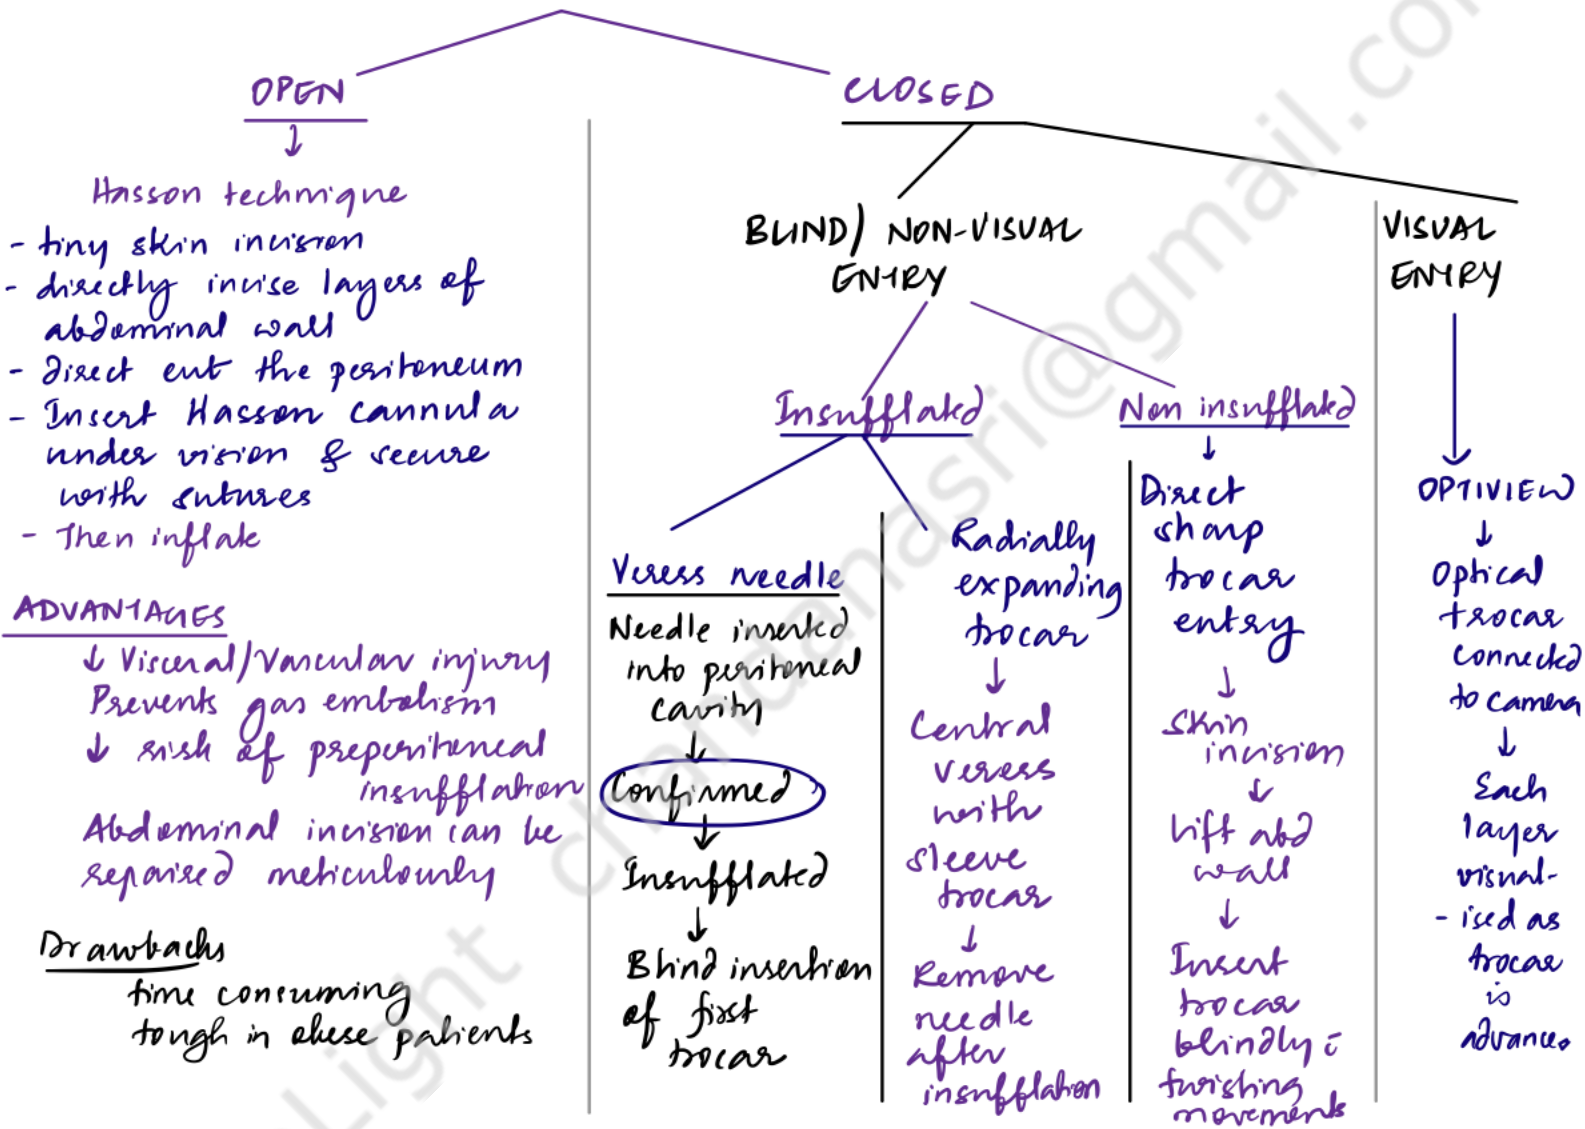 OPEN
↓
Hasson technique
- tiny skin incision
- directly incise layers of
abdominal wall
- direct cut the peritoneum
- Insert Hasson cannula
under vision & secure
with sutures
- Then inflate
ADVANTAGES
↓ Visceral/Vascular injury
Prevents gas embolism
↓ risk of preperitoneal
insufflation
Abdominal incision can be
repaired meticulously
Drawbacks
time consuming
tough in obese patients
CLOSED
BLIND/ NON-VISUAL
ENTRY
Insufflated
Veress needle
Needle inserted
into peritoneal
cavity
↓
Confirmed
↓
Insufflated
↓
Blind insertion
of first
trocar
Radially
expanding
trocar
↓
Central
veress
with
sleeve
trocar
↓
Remove
needle
after
insufflation
Non insufflated
↓
Direct
sharp
trocar
entry
↓
Skin
incision
↓
lift abd
wall
↓
Insert
trocar
blindly c̄
twisting
movements
VISUAL
ENTRY
↓
OPTIVIEW
↓
Optical
trocar
connected
to camera
↓
Each
layer
visual-
- ised as
trocar
is
advance.
Light chandanasri@gmail.co